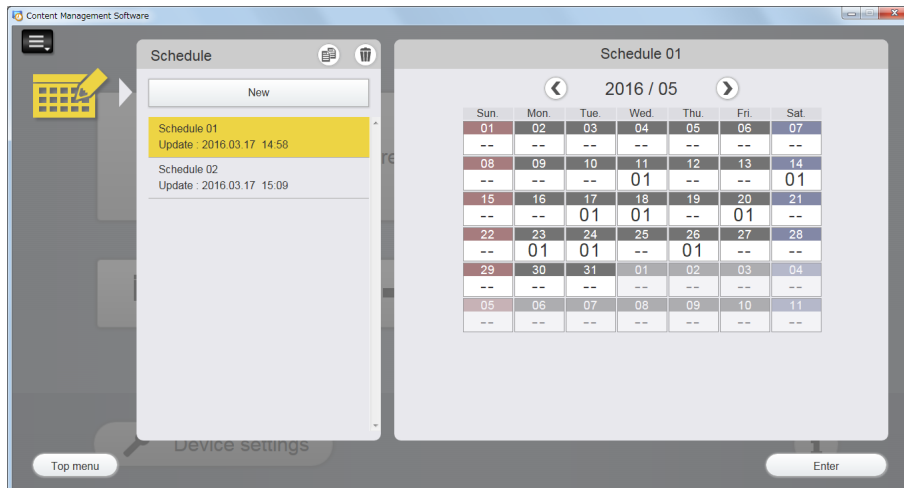 Content Management Software
Schedule
New
Schedule 01
Update : 2016.03.17 14:58
Schedule 02
Update : 2016.03.17 15:09
re
Device settings
Top menu
Schedule 01
2016 / 05
Sun. Mon. Tue. Wed. Thu. Fri. Sat.
01 02 03 04 05 06 07
-- -- -- -- -- -- --
08 09 10 11 12 13 14
-- -- -- 01 -- -- 01
15 16 17 18 19 20 21
-- -- 01 01 -- 01 --
22 23 24 25 26 27 28
-- 01 01 -- 01 -- --
29 30 31 01 02 03 04
-- -- -- -- -- -- --
05 06 07 08 09 10 11
-- -- -- -- -- -- --
Enter